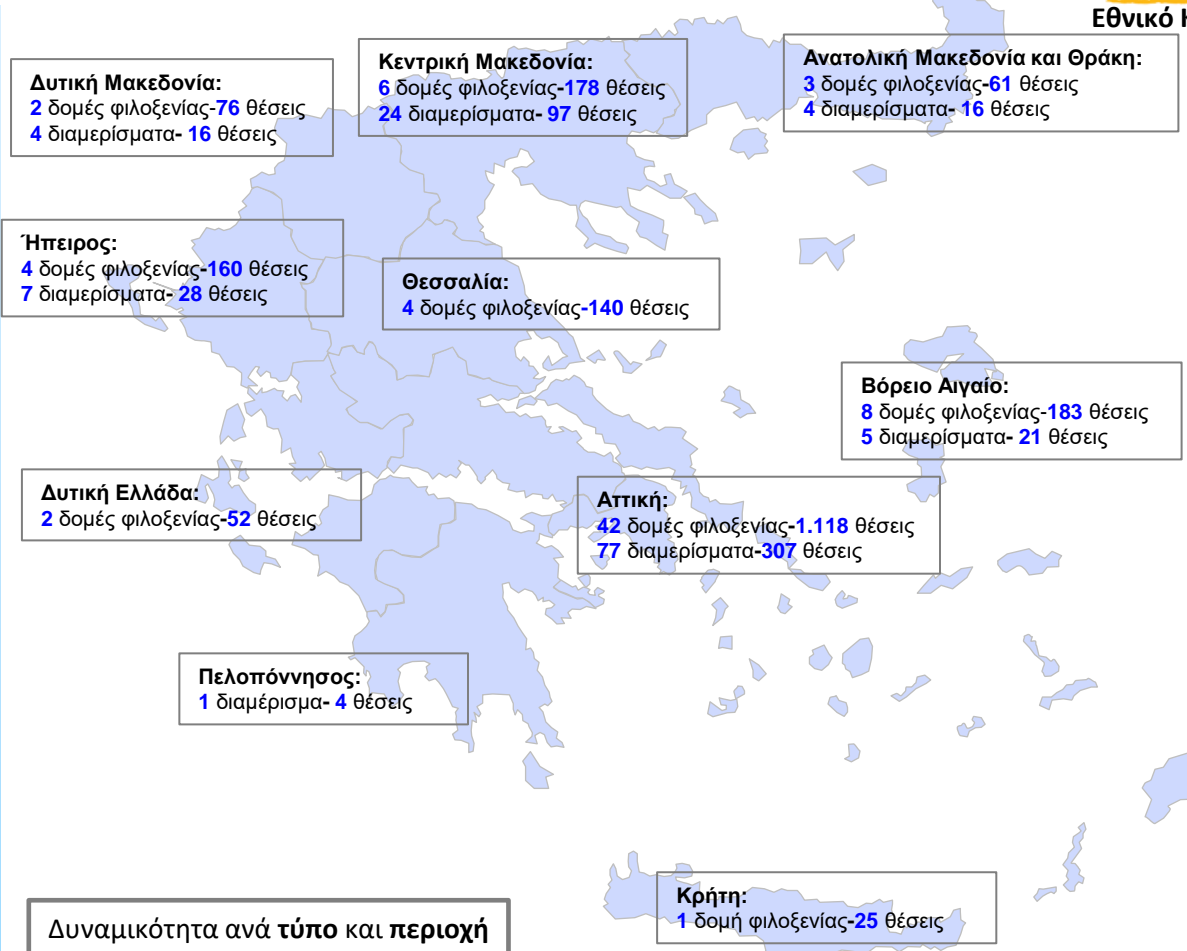 Εθνικό
Δυτική Μακεδονία:
2 δομές φιλοξενίας-76 θέσεις
4 διαμερίσματα- 16 θέσεις
Κεντρική Μακεδονία:
6 δομές φιλοξενίας-178 θέσεις
24 διαμερίσματα- 97 θέσεις
Ανατολική Μακεδονία και Θράκη:
3 δομές φιλοξενίας-61 θέσεις
4 διαμερίσματα- 16 θέσεις
Ήπειρος:
4 δομές φιλοξενίας-160 θέσεις
7 διαμερίσματα- 28 θέσεις
Θεσσαλία:
4 δομές φιλοξενίας-140 θέσεις
Βόρειο Αιγαίο:
8 δομές φιλοξενίας-183 θέσεις
5 διαμερίσματα- 21 θέσεις
Δυτική Ελλάδα:
2 δομές φιλοξενίας-52 θέσεις
Αττική:
42 δομές φιλοξενίας-1.118 θέσεις
77 διαμερίσματα-307 θέσεις
Πελοπόννησος:
1 διαμέρισμα- 4 θέσεις
Κρήτη:
1 δομή φιλοξενίας-25 θέσεις
Δυναμικότητα ανά τύπο και περιοχή